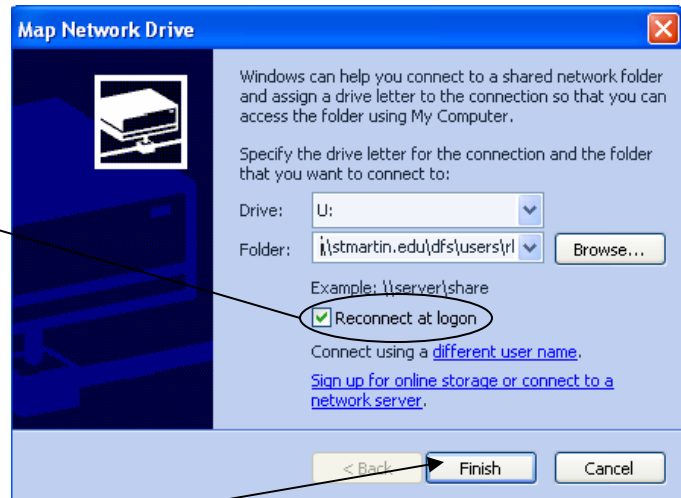 Map Network Drive
Windows can help you connect to a shared network folder
and assign a drive letter to the connection so that you can
access the folder using My Computer.
Specify the drive letter for the connection and the folder
that you want to connect to:
Drive: U:
Folder: \\stmartin.edu\dfs\users\rl Browse...
Example: \\server\share
Reconnect at logon
Connect using a different user name.
Sign up for online storage or connect to a
network server.
< Back Finish Cancel